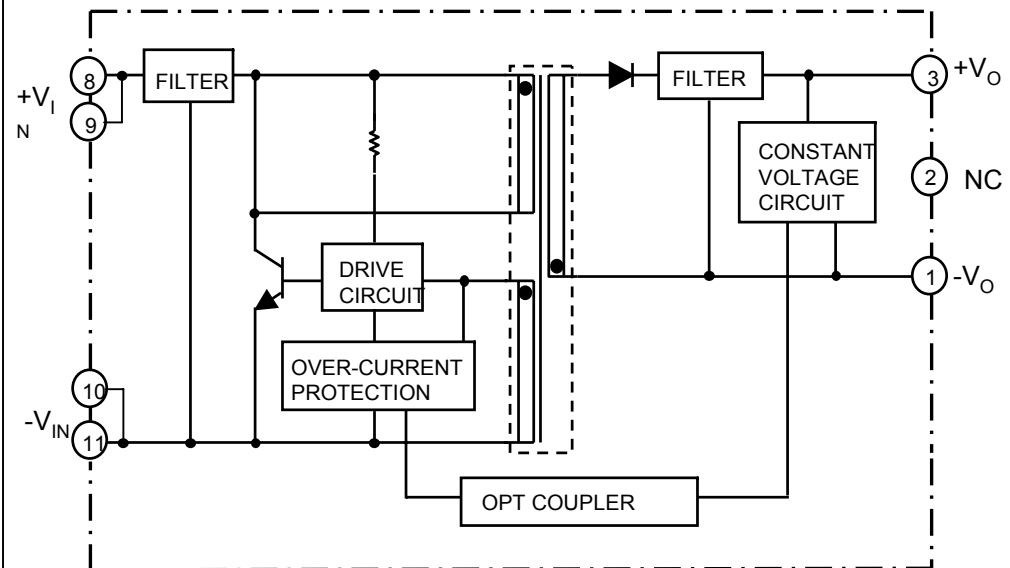 8
FILTER
FILTER
3
+VO
+VI
N
9
CONSTANT
VOLTAGE
CIRCUIT
2
NC
DRIVE
CIRCUIT
1
-VO
OVER-CURRENT
PROTECTION
10
-VIN
11
OPT COUPLER